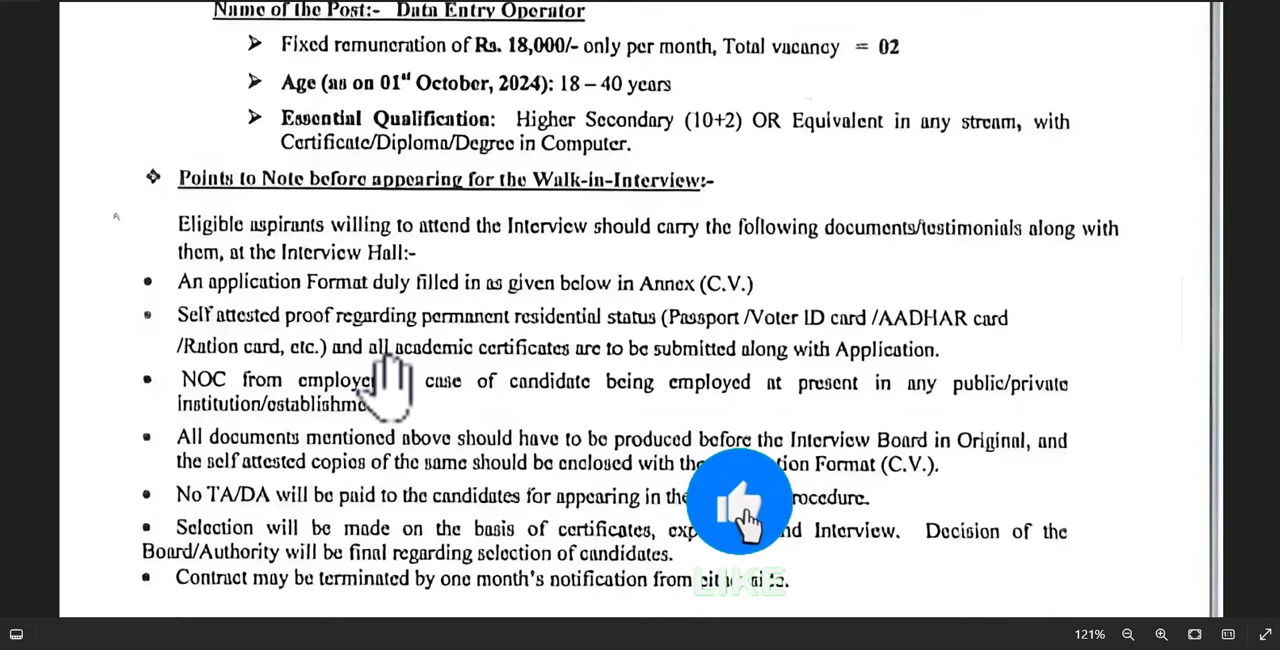 Name of the Post:- Data Entry Operator
➢ Fixed remuneration of Rs. 18,000/- only per month, Total vacancy = 02
➢ Age (as on 01st October, 2024): 18 – 40 years
➢ Essential Qualification: Higher Secondary (10+2) OR Equivalent in any stream, with
Certificate/Diploma/Degree in Computer.
❖ Points to Note before appearing for the Walk-in-Interview:-
Eligible aspirants willing to attend the Interview should carry the following documents/testimonials along with
them, at the Interview Hall:-
• An application Format duly filled in as given below in Annex (C.V.)
• Self attested proof regarding permanent residential status (Passport /Voter ID card /AADHAR card
/Ration card, etc.) and all academic certificates are to be submitted along with Application.
• NOC from case of candidate being employed at present in any public/private
• All documents mentioned above should have to be produced before the Interview Board in Original, and
the self attested copies of the same should be enclosed with Format (C.V.).
• No TA/DA will be paid to the candidates for appearing in
• Selection will be made on the basis of certificates, Interview. Decision of the
Board/Authority will be final regarding selection of candidates.
• Contract may be terminated by one month's notification from
LIKE
121%